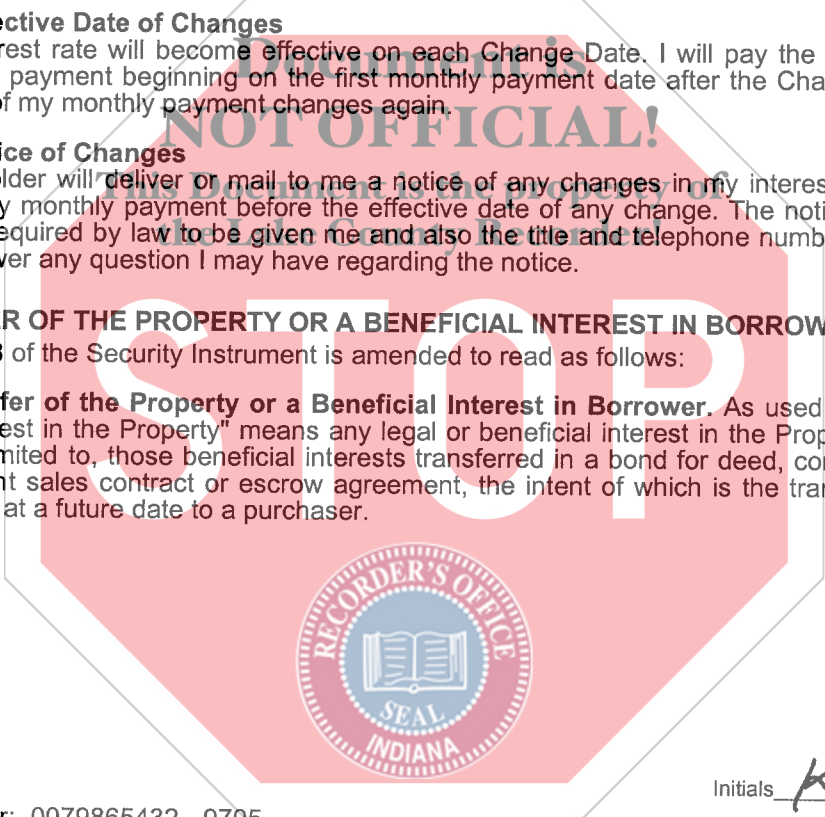 ective Date of Changes
rest rate will become effective on each Change Date. I will pay the
payment beginning on the first monthly payment date after the Cha
f my monthly payment changes again.
ice of Changes
older will deliver or mail to me a notice of any changes in my interes
y monthly payment before the effective date of any change. The noti
equired by law to be given me and also the title and telephone numb
ver any question I may have regarding the notice.
R OF THE PROPERTY OR A BENEFICIAL INTEREST IN BORROW
of the Security Instrument is amended to read as follows:
fer of the Property or a Beneficial Interest in Borrower. As used
est in the Property" means any legal or beneficial interest in the Prop
mited to, those beneficial interests transferred in a bond for deed, co
nt sales contract or escrow agreement, the intent of which is the tran
at a future date to a purchaser.
Document is
NOT OFFICIAL!
This Document is the property of
the Lake County Recorder!
STOP
RECORDER'S OFFICE
SEAL
INDIANA
Initials
r: 0079865432 - 9705